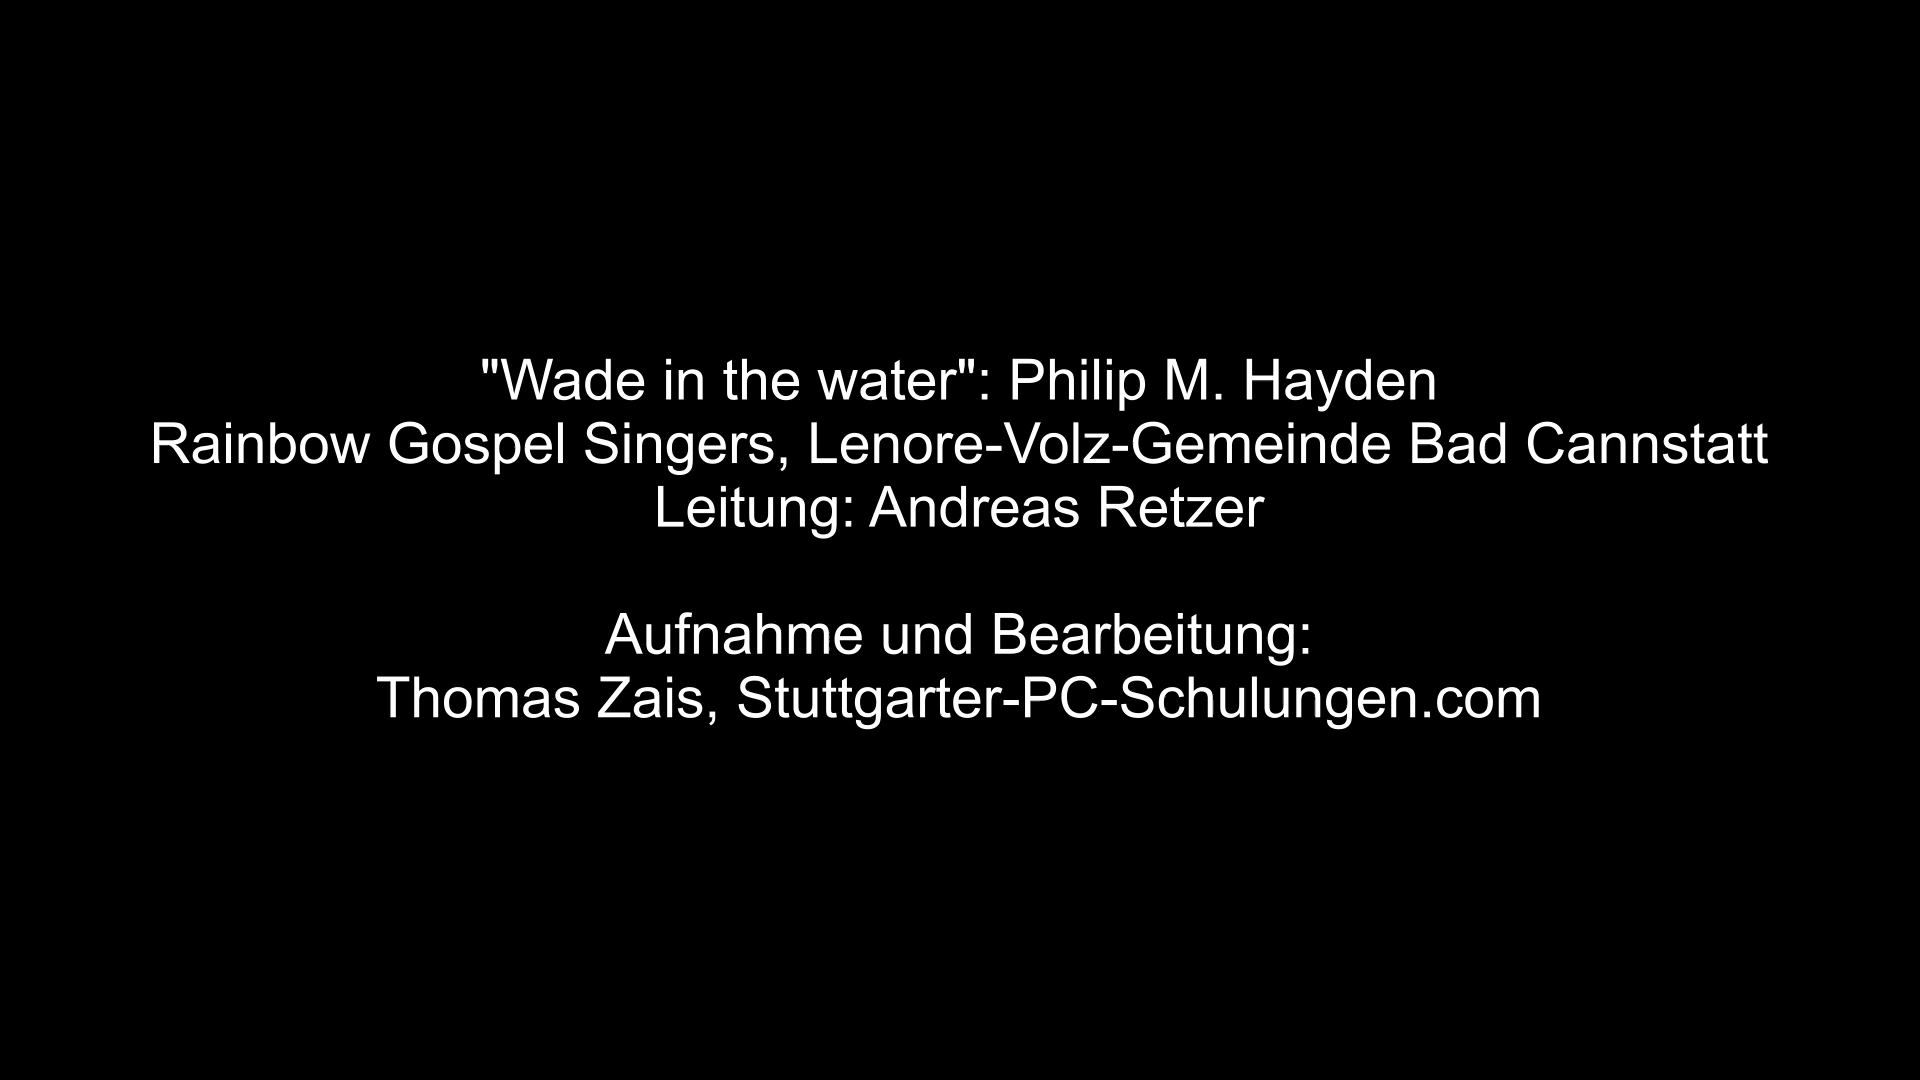 "Wade in the water": Philip M. Hayden
Rainbow Gospel Singers, Lenore-Volz-Gemeinde Bad Cannstatt
Leitung: Andreas Retzer
Aufnahme und Bearbeitung:
Thomas Zais, Stuttgarter-PC-Schulungen.com